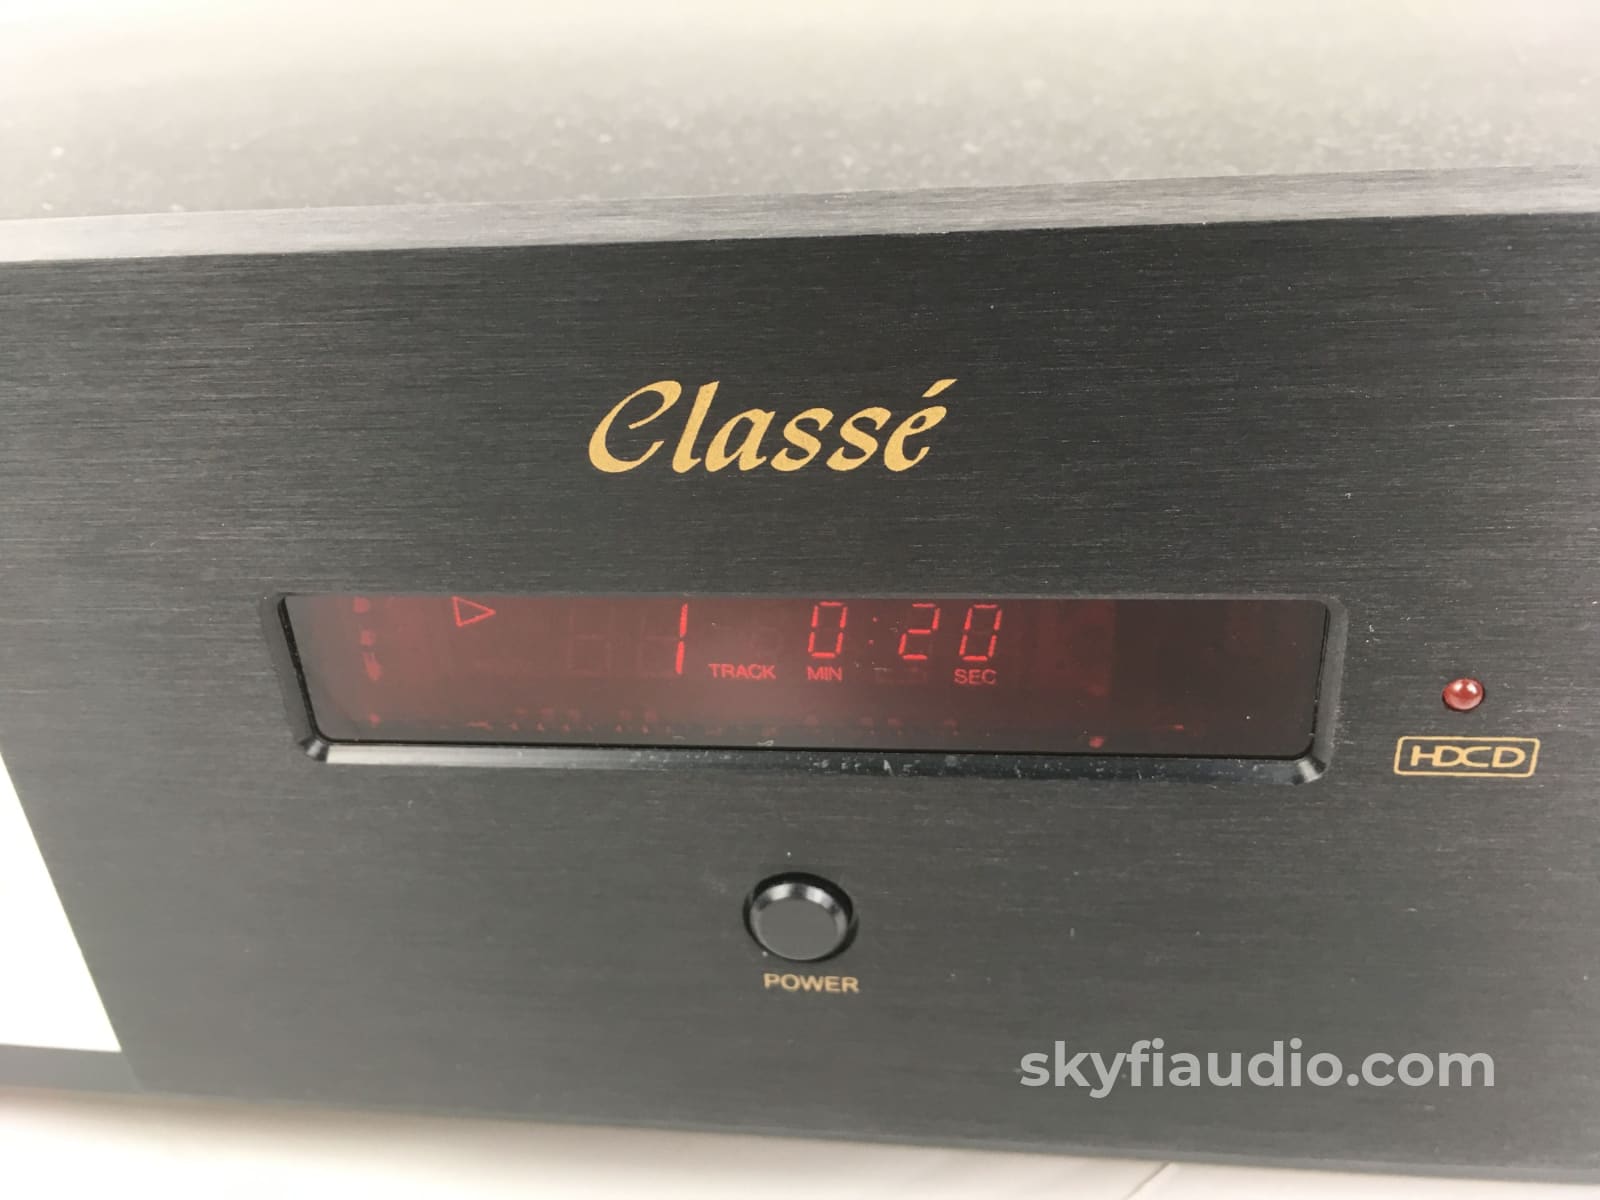 Classé
1 0:20
TRACK MIN SEC
HDCD
POWER
skyfiaudio.com